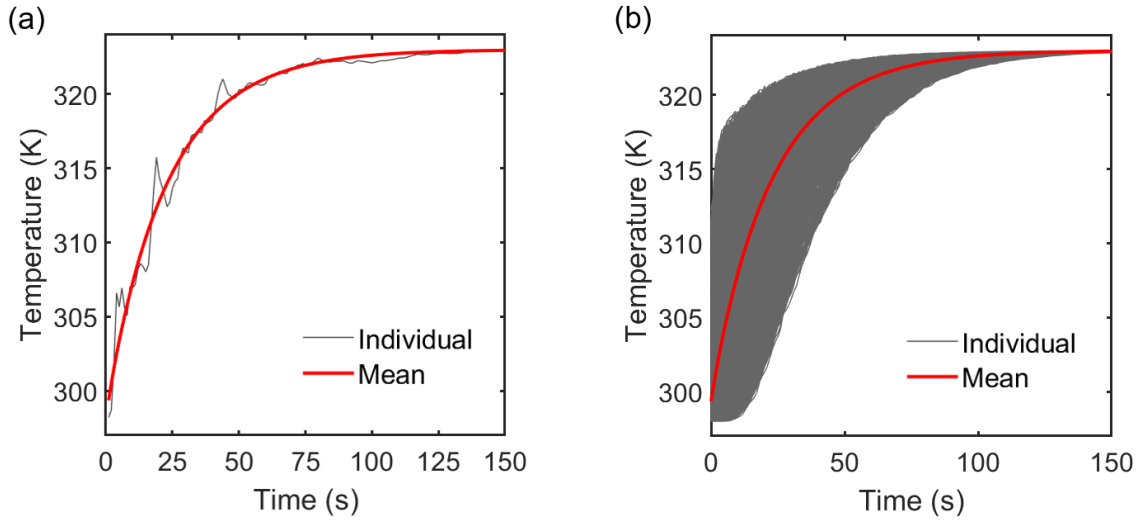 (a)
Temperature (K)
320
315
310
305
300
Individual
Mean
0 25 50 75 100 125 150
Time (s)
(b)
Temperature (K)
320
315
310
305
300
Individual
Mean
0 50 100 150
Time (s)